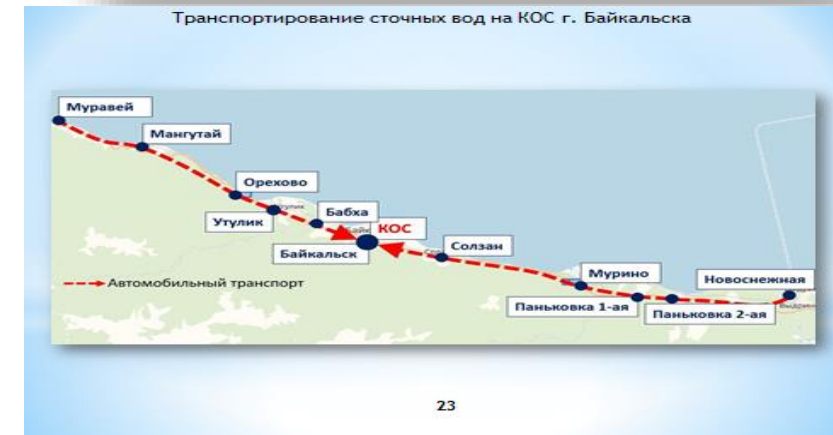 Транспортирование сточных вод на КОС г. Байкальска
Муравей
Мангутай
Орехово
Утулик
Бабха
КОС
Байкальск
Солзан
Мурино
Новоснежная
Автомобильный транспорт
Паньковка 1-ая
Паньковка 2-ая
23